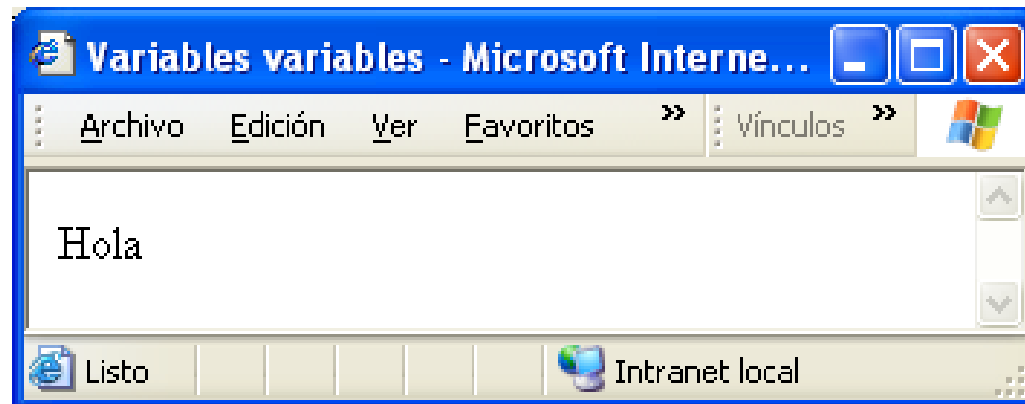 Variables variables - Microsoft Interne...
Archivo Edición Ver Favoritos » Vínculos »
Hola
Listo Intranet local